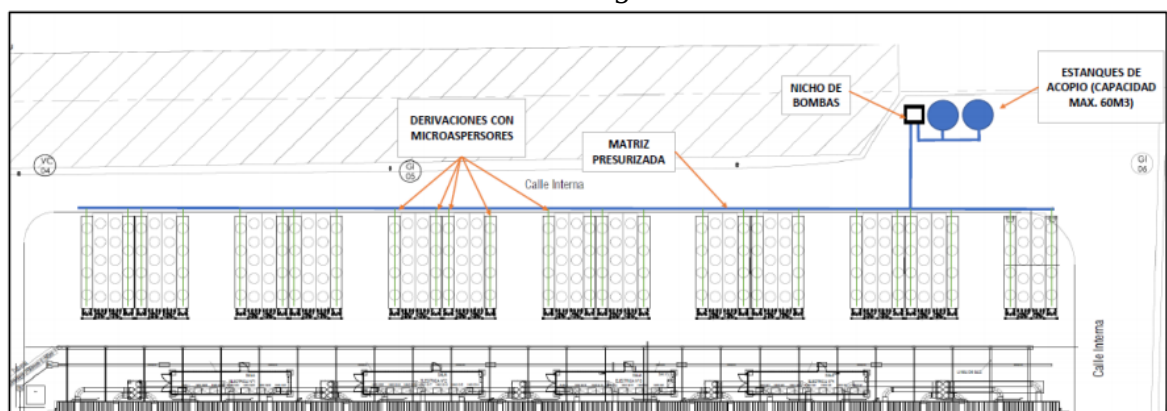 NICHO DE
BOMBAS
ESTANQUES DE
ACOPIO (CAPACIDAD
MAX. 60M3)
DERIVACIONES CON
MICROASPERSORES
MATRIZ
PRESURIZADA
VC
04
GI
05
GI
06
Calle Interna
Calle Interna